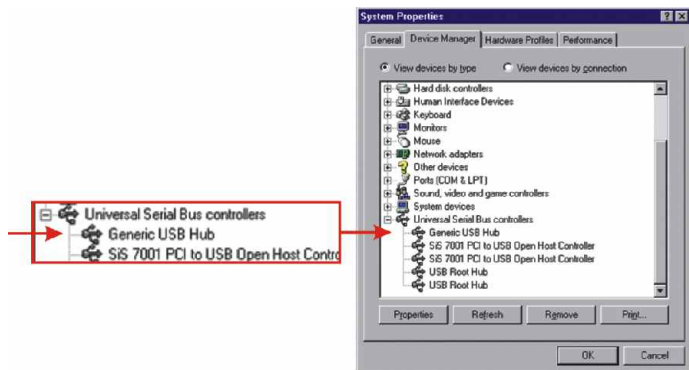 System Properties
General Device Manager Hardware Profiles Performance
View devices by type View devices by connection
Hard disk controllers
Human Interface Devices
Keyboard
Monitors
Mouse
Network adapters
Other devices
Ports (COM & LPT)
Sound, video and game controllers
System devices
Universal Serial Bus controllers
Generic USB Hub
SiS 7001 PCI to USB Open Host Controller
SiS 7001 PCI to USB Open Host Controller
USB Root Hub
USB Root Hub
Properties Refresh Remove Print...
OK Cancel
Universal Serial Bus controllers
Generic USB Hub
SiS 7001 PCI to USB Open Host Contro